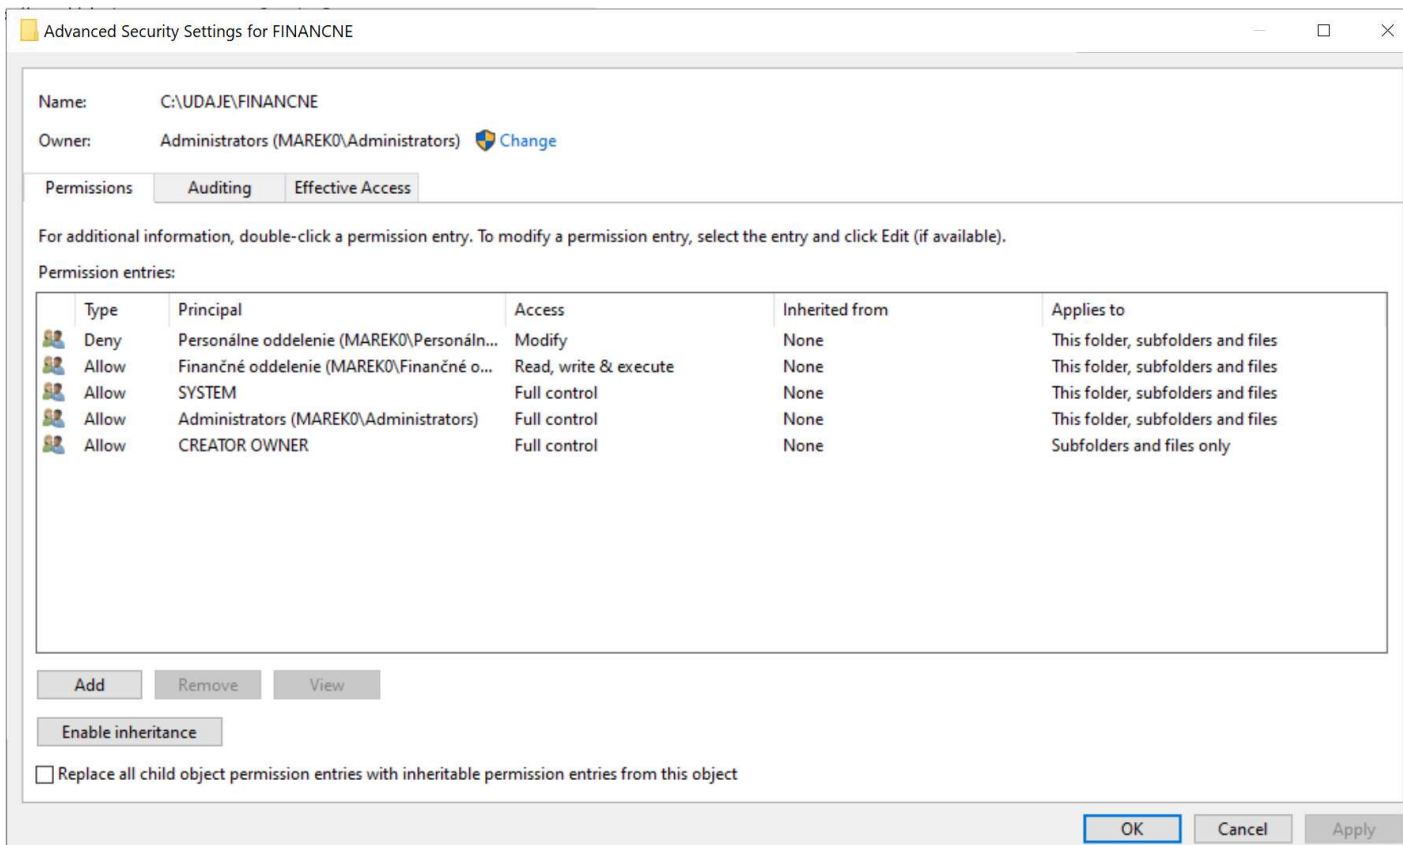 Advanced Security Settings for FINANCNE
Name: C:\UDAJE\FINANCNE
Owner: Administrators (MAREK0\Administrators) Change
Permissions Auditing Effective Access
For additional information, double-click a permission entry. To modify a permission entry, select the entry and click Edit (if available).
Permission entries:
Type Principal Access Inherited from Applies to
Deny Personálne oddelenie (MAREK0\Personáln... Modify None This folder, subfolders and files
Allow Finančné oddelenie (MAREK0\Finančné o... Read, write & execute None This folder, subfolders and files
Allow SYSTEM Full control None This folder, subfolders and files
Allow Administrators (MAREK0\Administrators) Full control None This folder, subfolders and files
Allow CREATOR OWNER Full control None Subfolders and files only
Add Remove View
Enable inheritance
Replace all child object permission entries with inheritable permission entries from this object
OK Cancel Apply